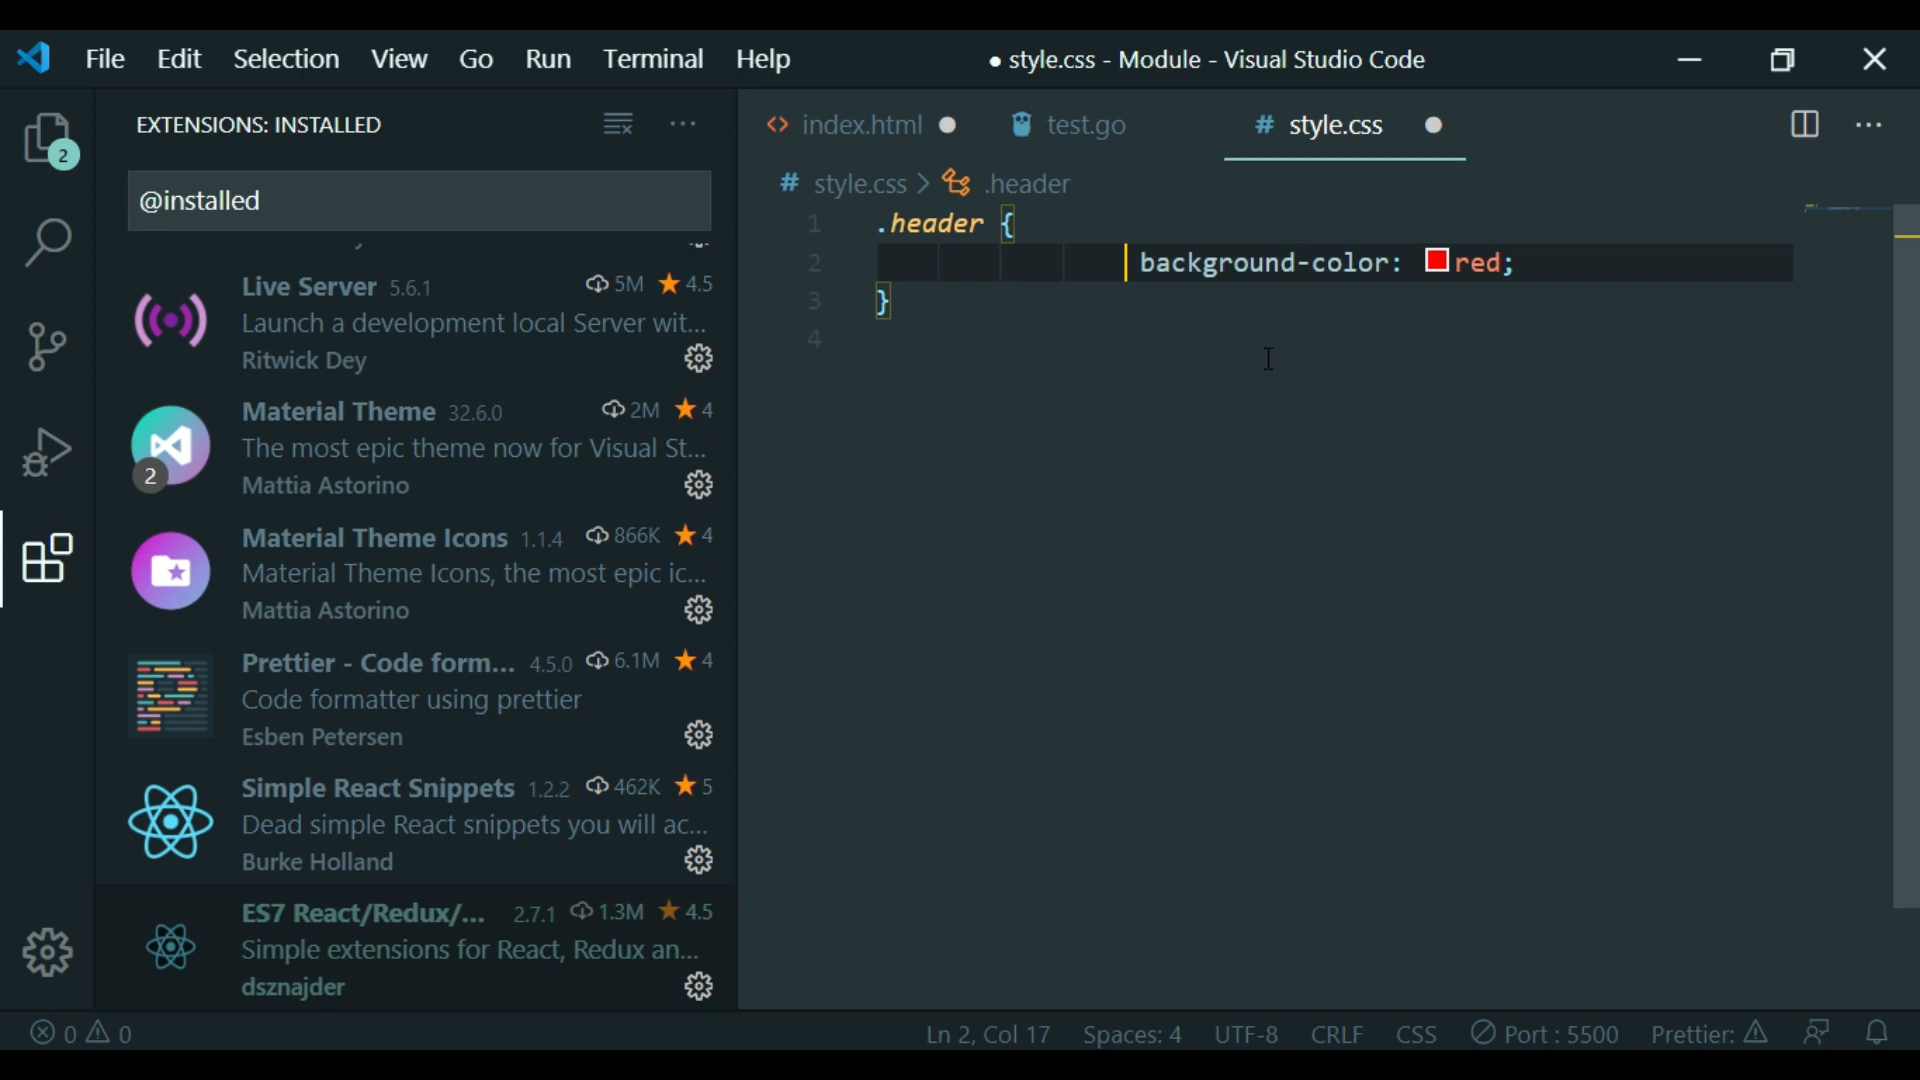 File Edit Selection View Go Run Terminal Help
● style.css - Module - Visual Studio Code
2
EXTENSIONS: INSTALLED
@installed
Live Server 5.6.1 5M 4.5
Launch a development local Server wit...
Ritwick Dey
Material Theme 32.6.0 2M 4
The most epic theme now for Visual St...
2
Mattia Astorino
Material Theme Icons 1.1.4 866K 4
Material Theme Icons, the most epic ic...
Mattia Astorino
Prettier - Code form... 4.5.0 6.1M 4
Code formatter using prettier
Esben Petersen
Simple React Snippets 1.2.2 462K 5
Dead simple React snippets you will ac...
Burke Holland
ES7 React/Redux/... 2.7.1 1.3M 4.5
Simple extensions for React, Redux an...
dsznajder
<> index.html ● test.go # style.css ●
# style.css > .header
1 .header {
2 background-color: red;
3 }
4
0 0 Ln 2, Col 17 Spaces: 4 UTF-8 CRLF CSS Port : 5500 Prettier: